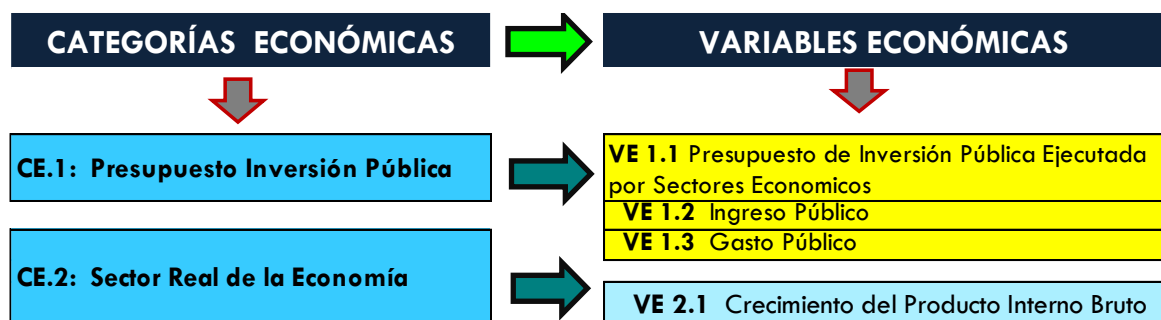 CATEGORÍAS ECONÓMICAS
VARIABLES ECONÓMICAS
CE.1: Presupuesto Inversión Pública
VE 1.1 Presupuesto de Inversión Pública Ejecutada
por Sectores Economicos
VE 1.2 Ingreso Público
VE 1.3 Gasto Público
CE.2: Sector Real de la Economía
VE 2.1 Crecimiento del Producto Interno Bruto